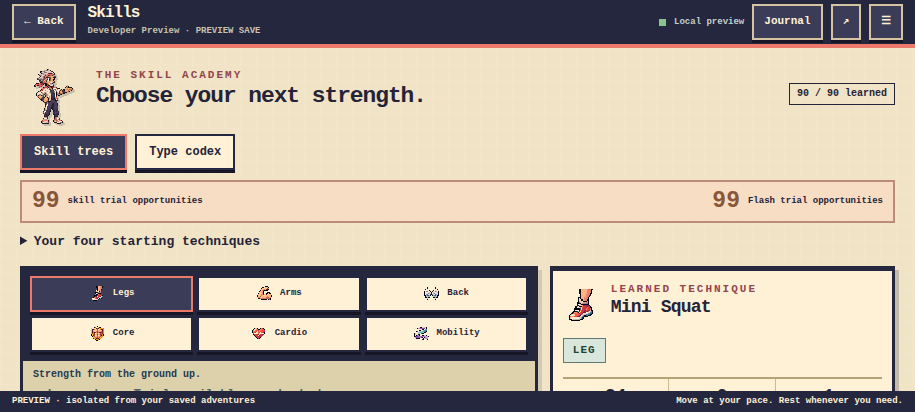 ← Back
Skills
Developer Preview · PREVIEW SAVE
Local preview
Journal
↗
☰
THE SKILL ACADEMY
Choose your next strength.
90 / 90 learned
Skill trees
Type codex
99 skill trial opportunities
99 Flash trial opportunities
▶ Your four starting techniques
Legs
Arms
Back
Core
Cardio
Mobility
Strength from the ground up.
LEARNED TECHNIQUE
Mini Squat
LEG
PREVIEW · isolated from your saved adventures
Move at your pace. Rest whenever you need.